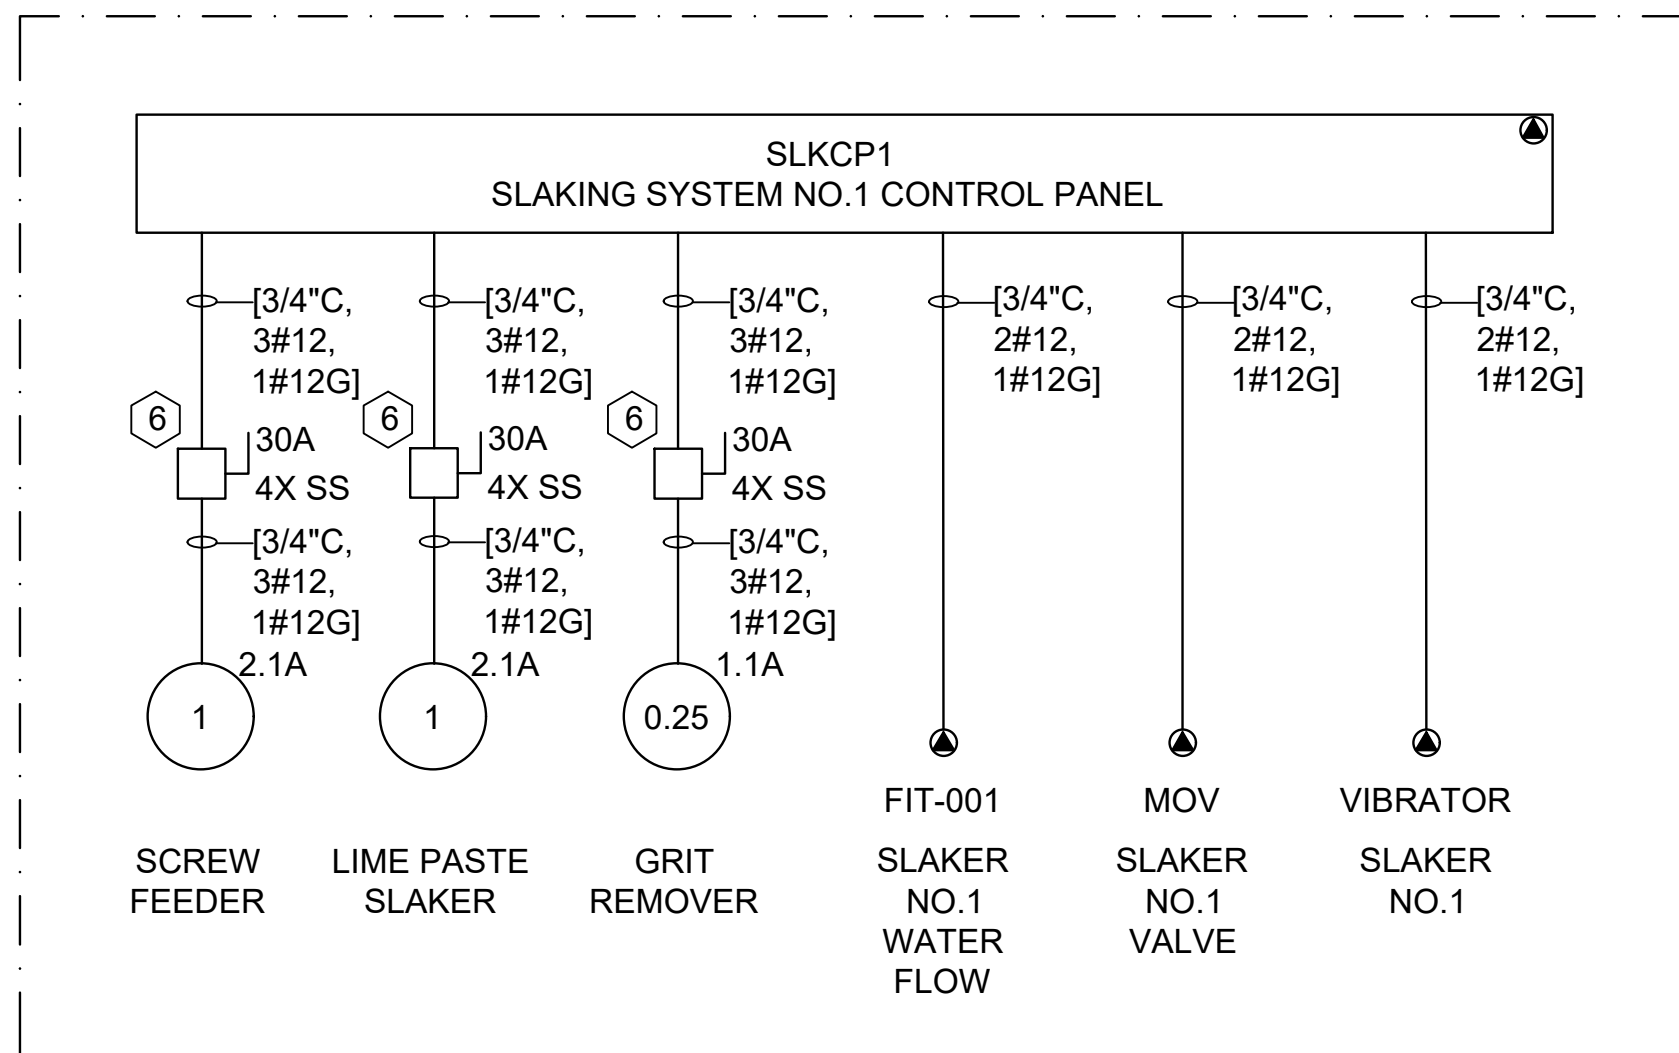 SLKCP1
SLAKING SYSTEM NO.1 CONTROL PANEL
[3/4"C,
3#12,
1#12G]
6
30A
4X SS
[3/4"C,
3#12,
1#12G]
2.1A
1
SCREW
FEEDER
[3/4"C,
3#12,
1#12G]
6
30A
4X SS
[3/4"C,
3#12,
1#12G]
2.1A
1
LIME PASTE
SLAKER
[3/4"C,
3#12,
1#12G]
6
30A
4X SS
[3/4"C,
3#12,
1#12G]
1.1A
0.25
GRIT
REMOVER
[3/4"C,
2#12,
1#12G]
FIT-001
SLAKER
NO.1
WATER
FLOW
[3/4"C,
2#12,
1#12G]
MOV
SLAKER
NO.1
VALVE
[3/4"C,
2#12,
1#12G]
VIBRATOR
SLAKER
NO.1